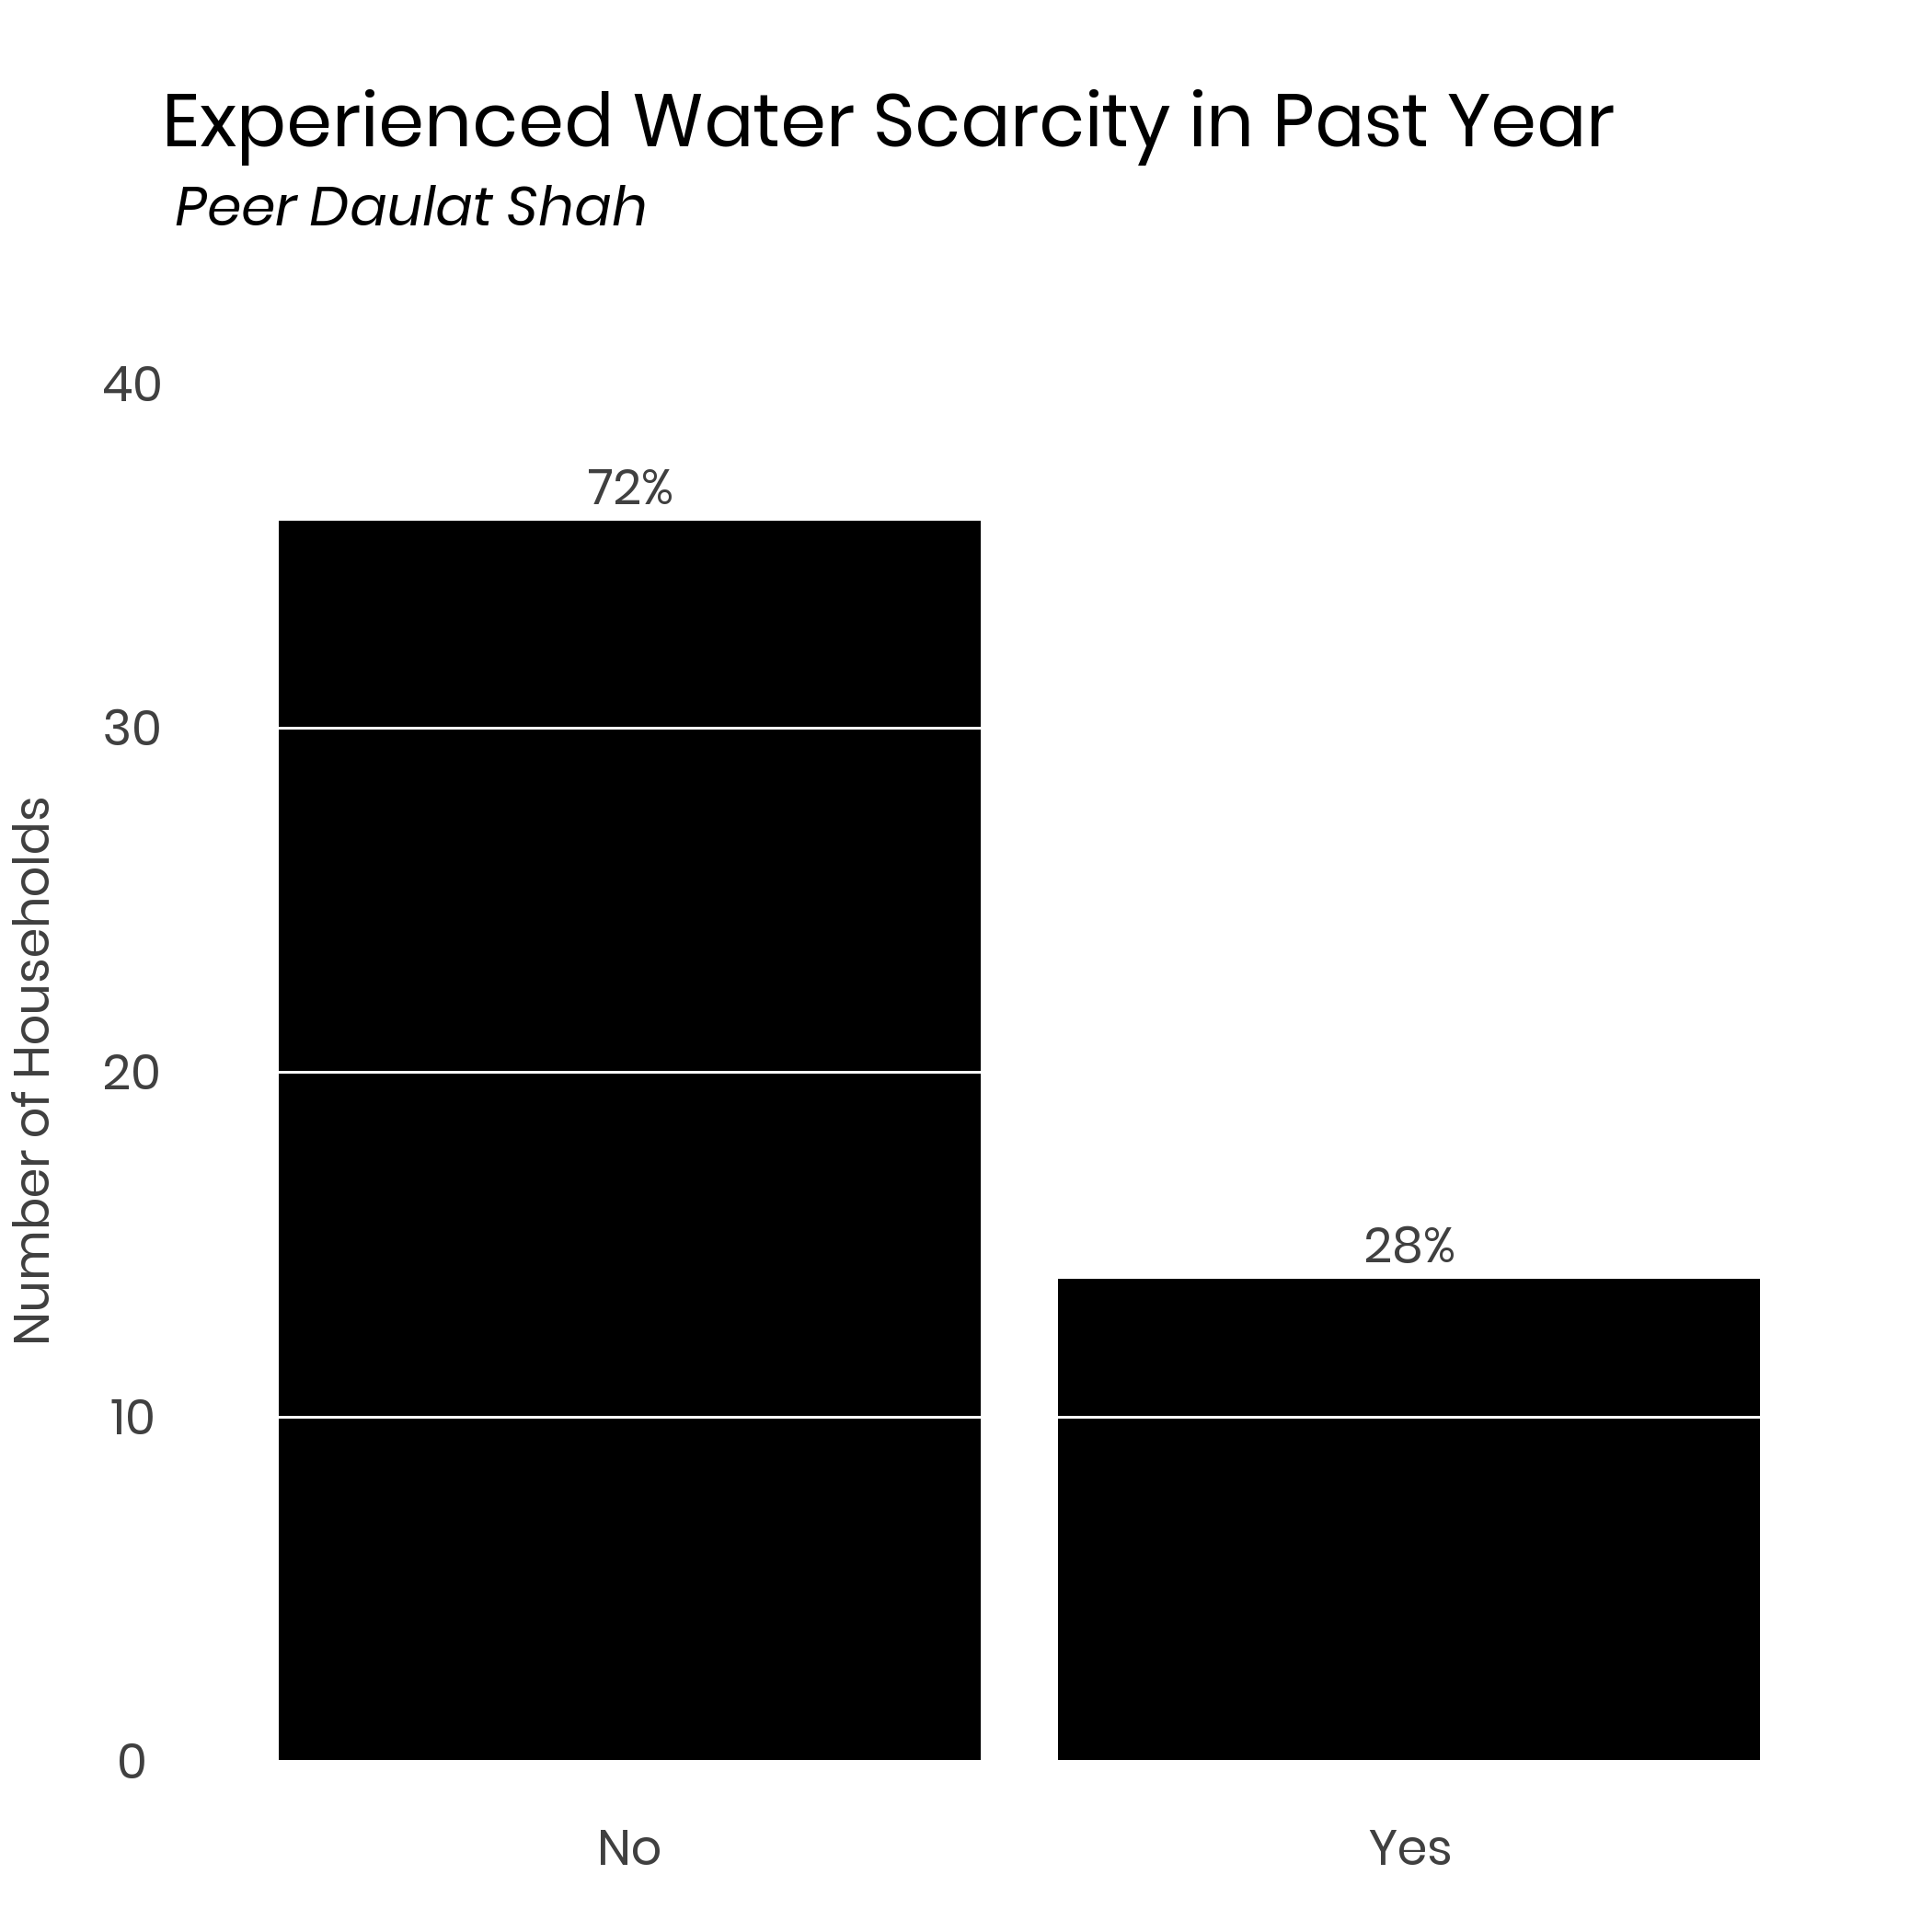 Experienced Water Scarcity in Past Year
Peer Daulat Shah
40
72%
30
Number of Households
20
28%
10
0
No
Yes